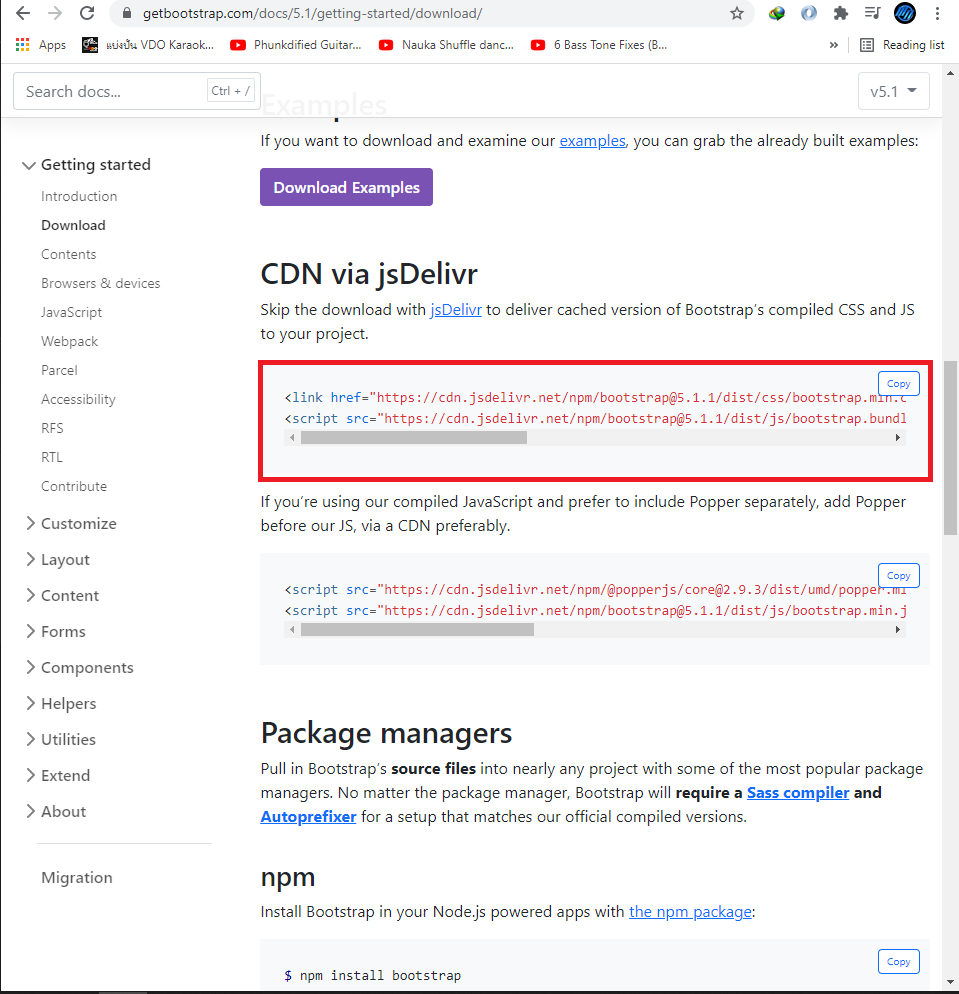 getbootstrap.com/docs/5.1/getting-started/download/
Apps
แบ่งปัน VDO Karaok...
Phunkdified Guitar...
Nauka Shuffle danc...
6 Bass Tone Fixes (B...
»
Reading list
Search docs...
Ctrl + /
v5.1
Examples
If you want to download and examine our examples, you can grab the already built examples:
Download Examples
Getting started
Introduction
Download
Contents
Browsers & devices
JavaScript
Webpack
Parcel
Accessibility
RFS
RTL
Contribute
Customize
Layout
Content
Forms
Components
Helpers
Utilities
Extend
About
Migration
CDN via jsDelivr
Skip the download with jsDelivr to deliver cached version of Bootstrap’s compiled CSS and JS
to your project.
Copy
<link href="https://cdn.jsdelivr.net/npm/bootstrap@5.1.1/dist/css/bootstrap.min.c
<script src="https://cdn.jsdelivr.net/npm/bootstrap@5.1.1/dist/js/bootstrap.bundl
If you’re using our compiled JavaScript and prefer to include Popper separately, add Popper
before our JS, via a CDN preferably.
Copy
<script src="https://cdn.jsdelivr.net/npm/@popperjs/core@2.9.3/dist/umd/popper.mi
<script src="https://cdn.jsdelivr.net/npm/bootstrap@5.1.1/dist/js/bootstrap.min.j
Package managers
Pull in Bootstrap’s source files into nearly any project with some of the most popular package
managers. No matter the package manager, Bootstrap will require a Sass compiler and
Autoprefixer for a setup that matches our official compiled versions.
npm
Install Bootstrap in your Node.js powered apps with the npm package:
Copy
$ npm install bootstrap